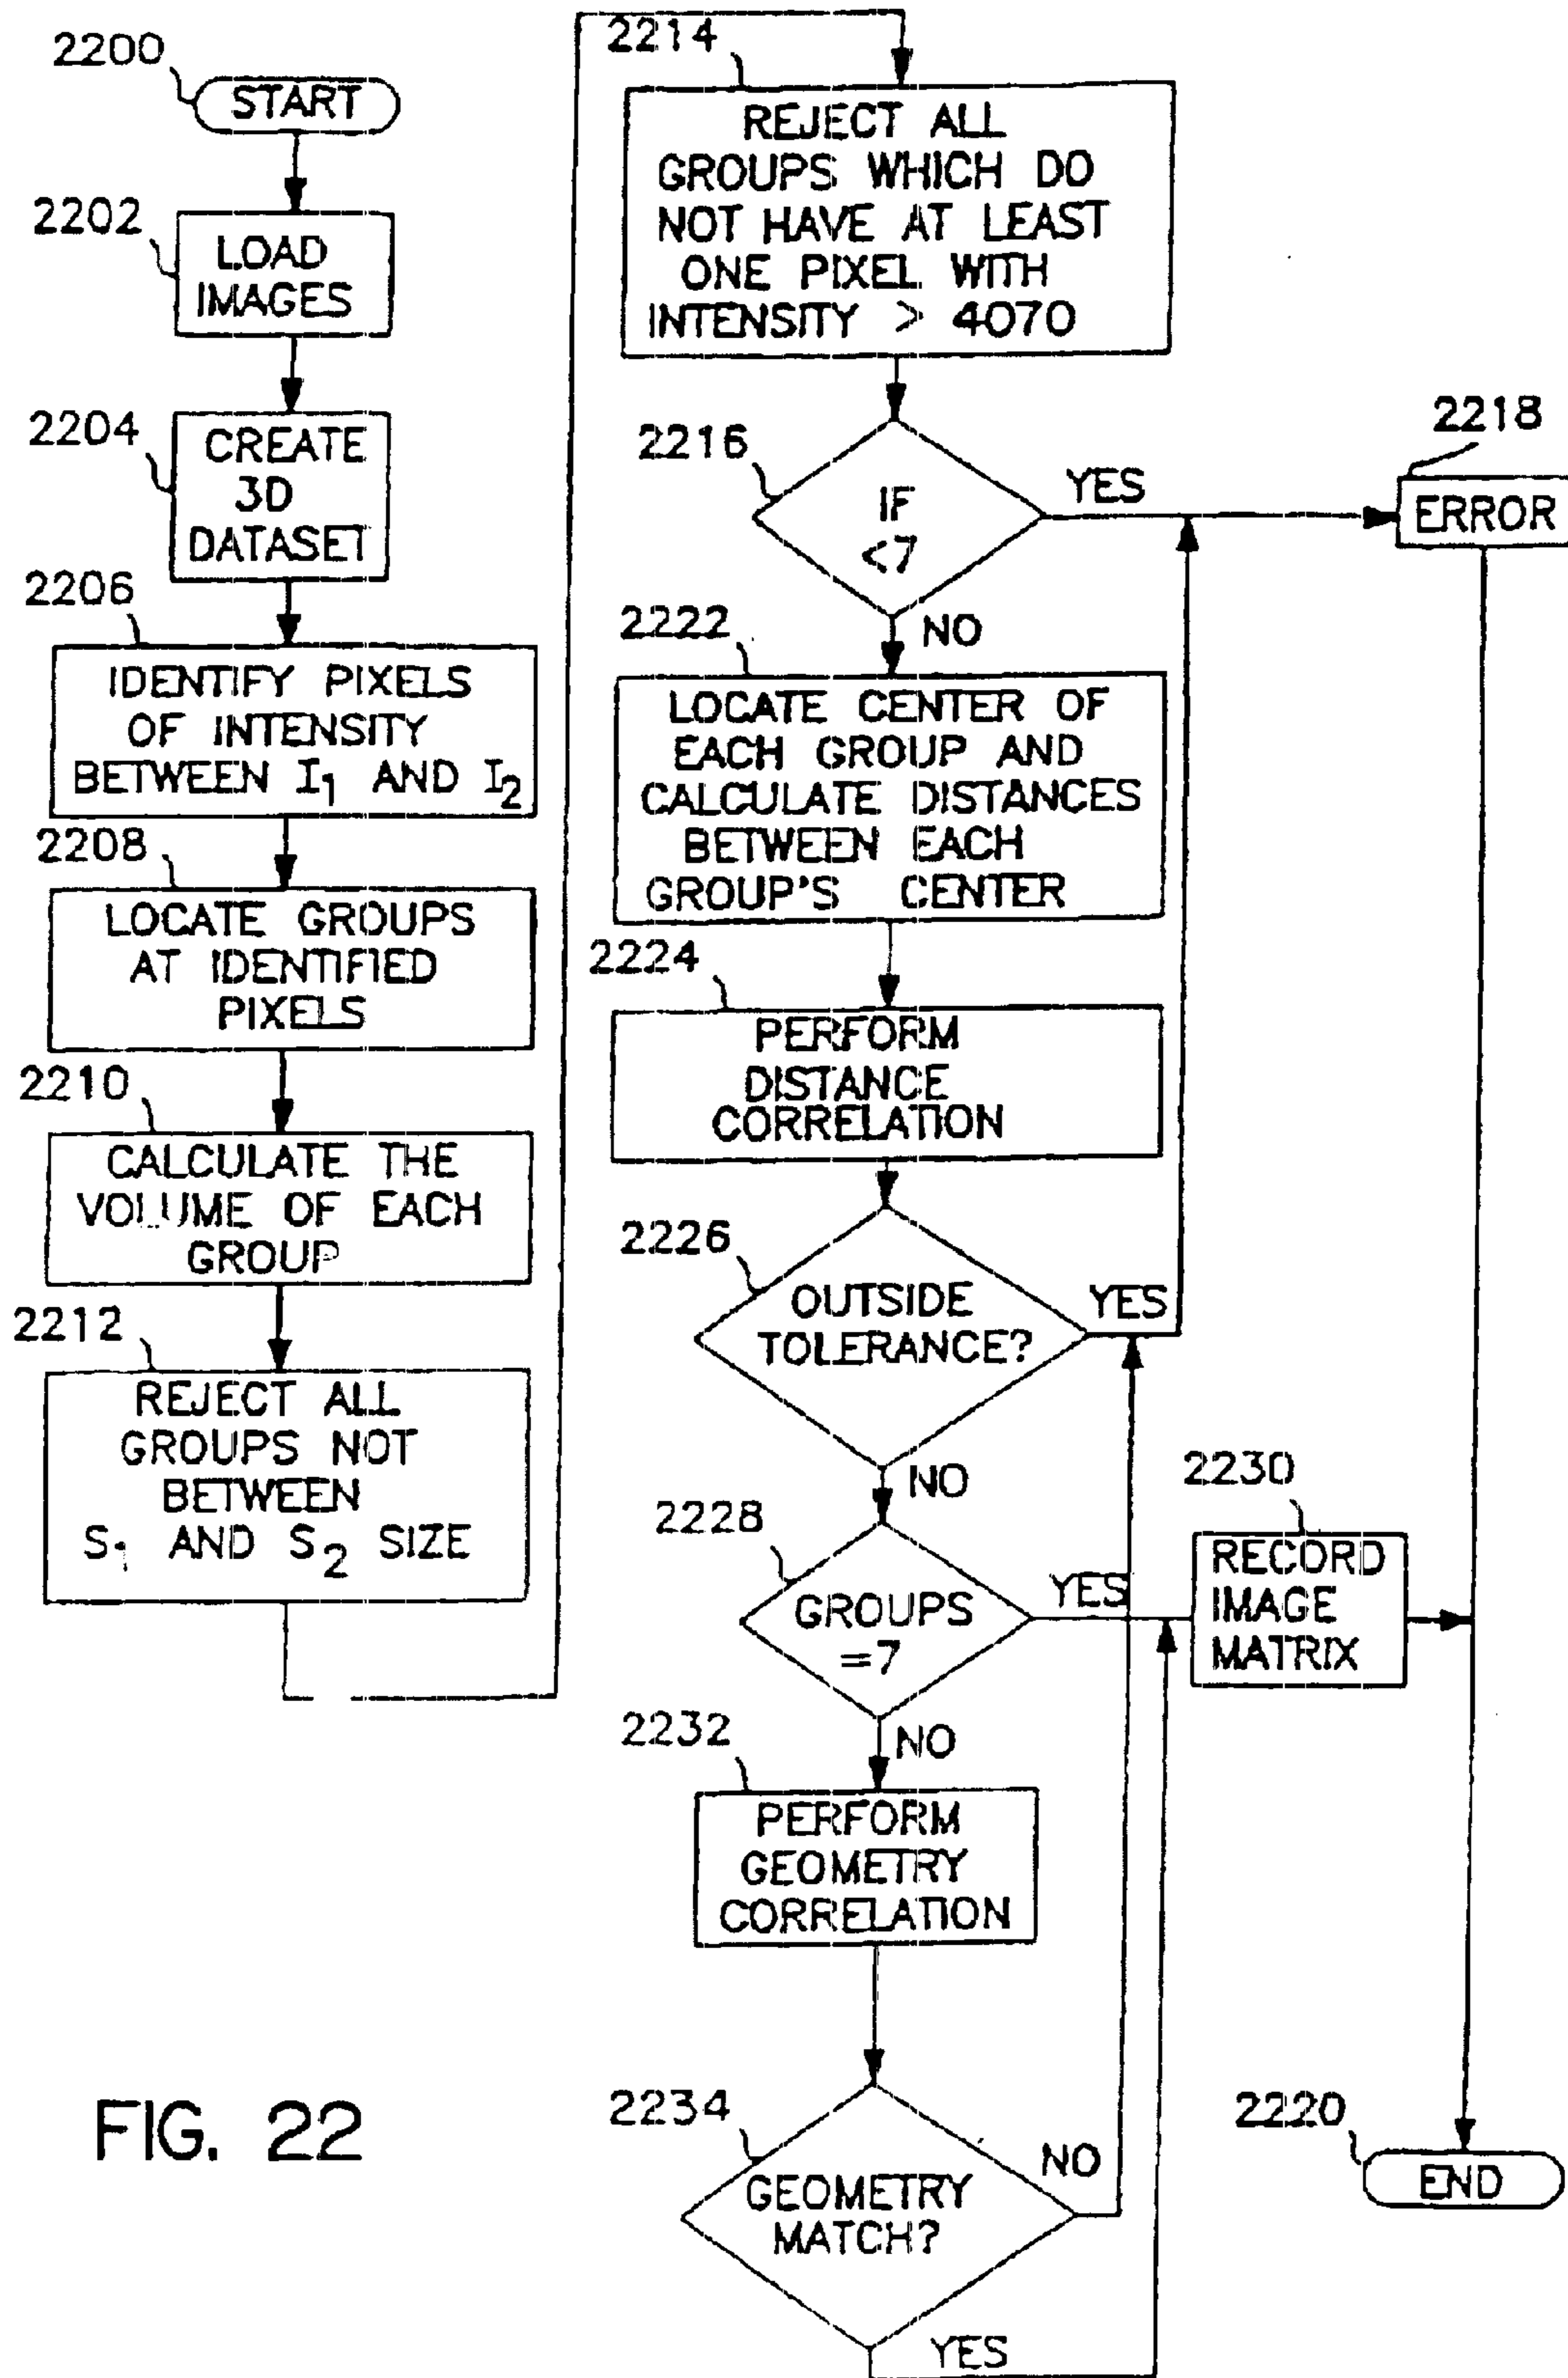 2200
START
2202
LOAD
IMAGES
2204
CREATE
3D
DATASET
2206
IDENTIFY PIXELS
OF INTENSITY
BETWEEN I1 AND I2
2208
LOCATE GROUPS
AT IDENTIFIED
PIXELS
2210
CALCULATE THE
VOLUME OF EACH
GROUP
2212
REJECT ALL
GROUPS NOT
BETWEEN
S1 AND S2 SIZE
2214
REJECT ALL
GROUPS WHICH DO
NOT HAVE AT LEAST
ONE PIXEL WITH
INTENSITY > 4070
2216
IF
<7
YES
2218
ERROR
NO
2222
LOCATE CENTER OF
EACH GROUP AND
CALCULATE DISTANCES
BETWEEN EACH
GROUP'S CENTER
2224
PERFORM
DISTANCE
CORRELATION
2226
OUTSIDE
TOLERANCE?
YES
NO
2228
GROUPS
=7
YES
2230
RECORD
IMAGE
MATRIX
NO
2232
PERFORM
GEOMETRY
CORRELATION
2234
GEOMETRY
MATCH?
NO
YES
2220
END
FIG. 22